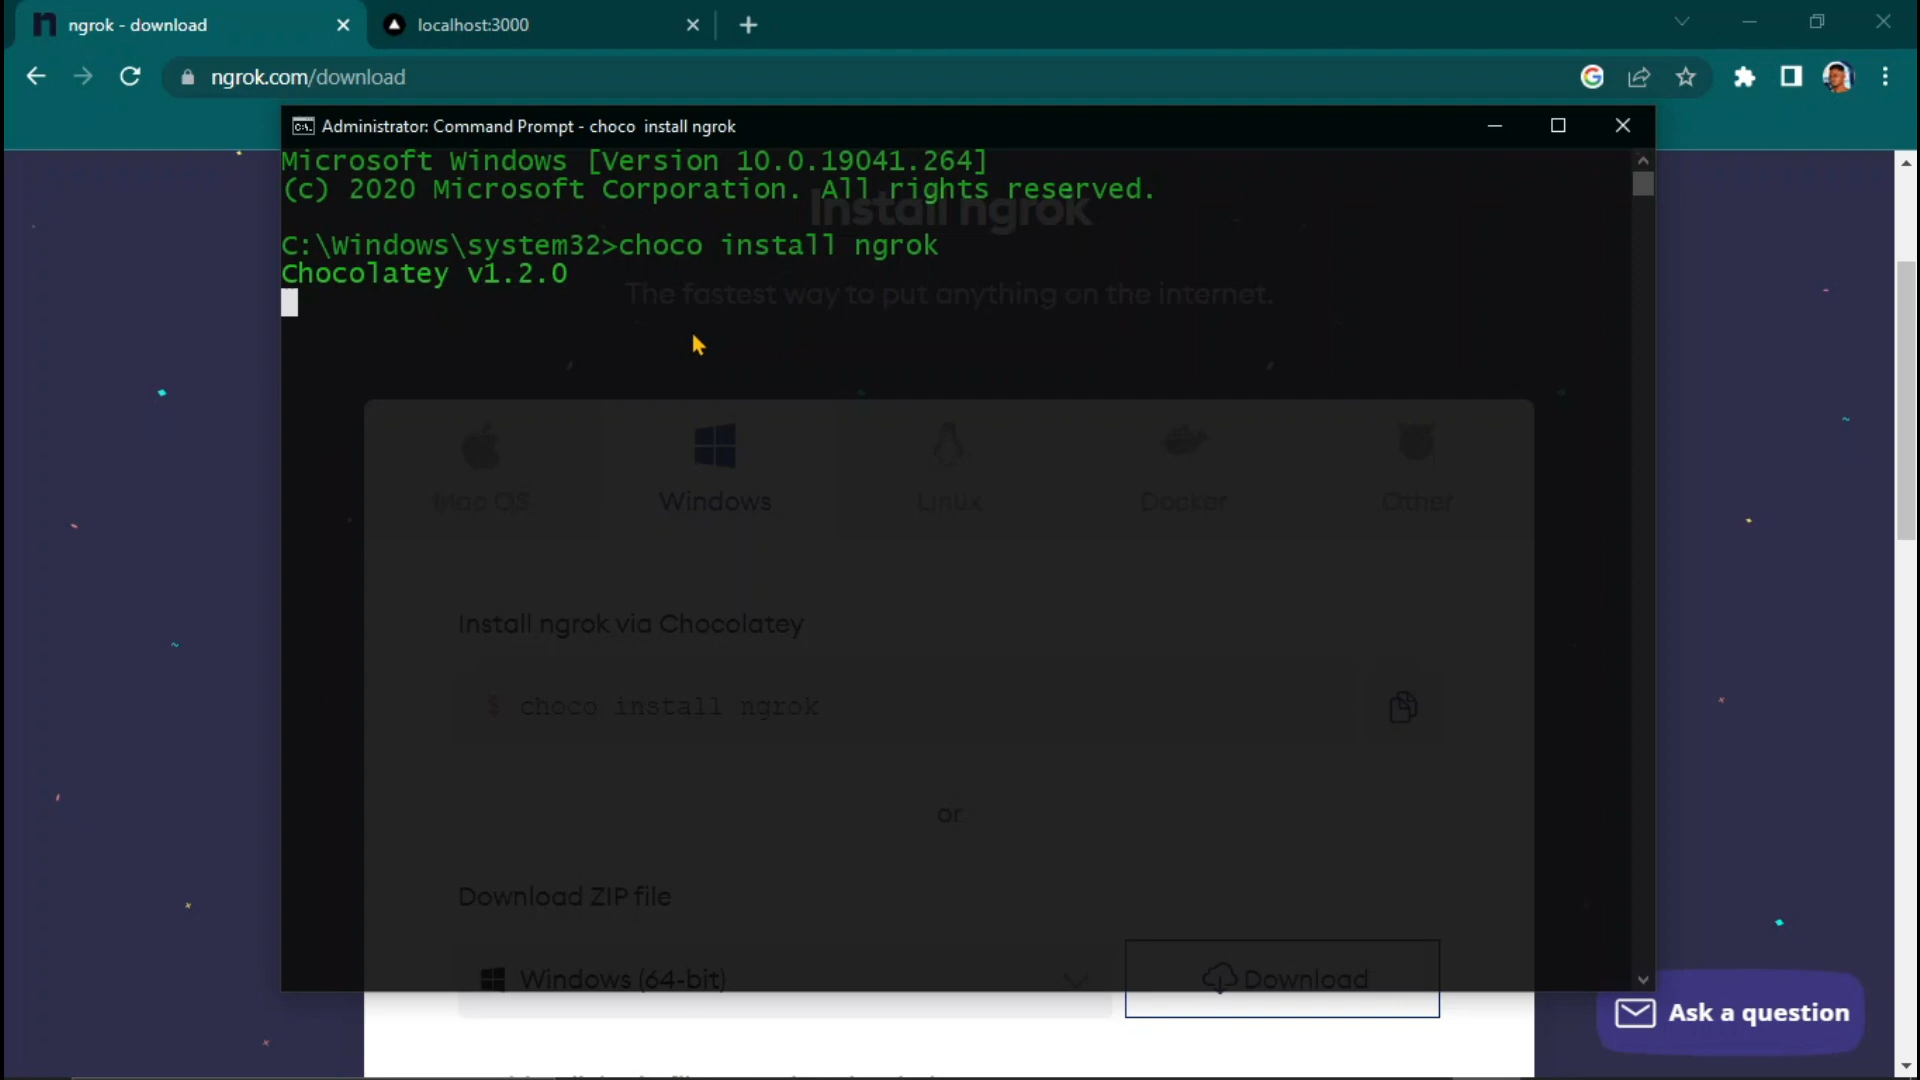 ngrok - download
localhost:3000
ngrok.com/download
Administrator: Command Prompt - choco install ngrok
Microsoft Windows [Version 10.0.19041.264]
(c) 2020 Microsoft Corporation. All rights reserved.
Install ngrok
C:\Windows\system32>choco install ngrok
Chocolatey v1.2.0
The fastest way to put anything on the internet.
Mac OS
Windows
Linux
Docker
Other
Install ngrok via Chocolatey
$ choco install ngrok
or
Download ZIP file
Windows (64-bit)
Download
Ask a question